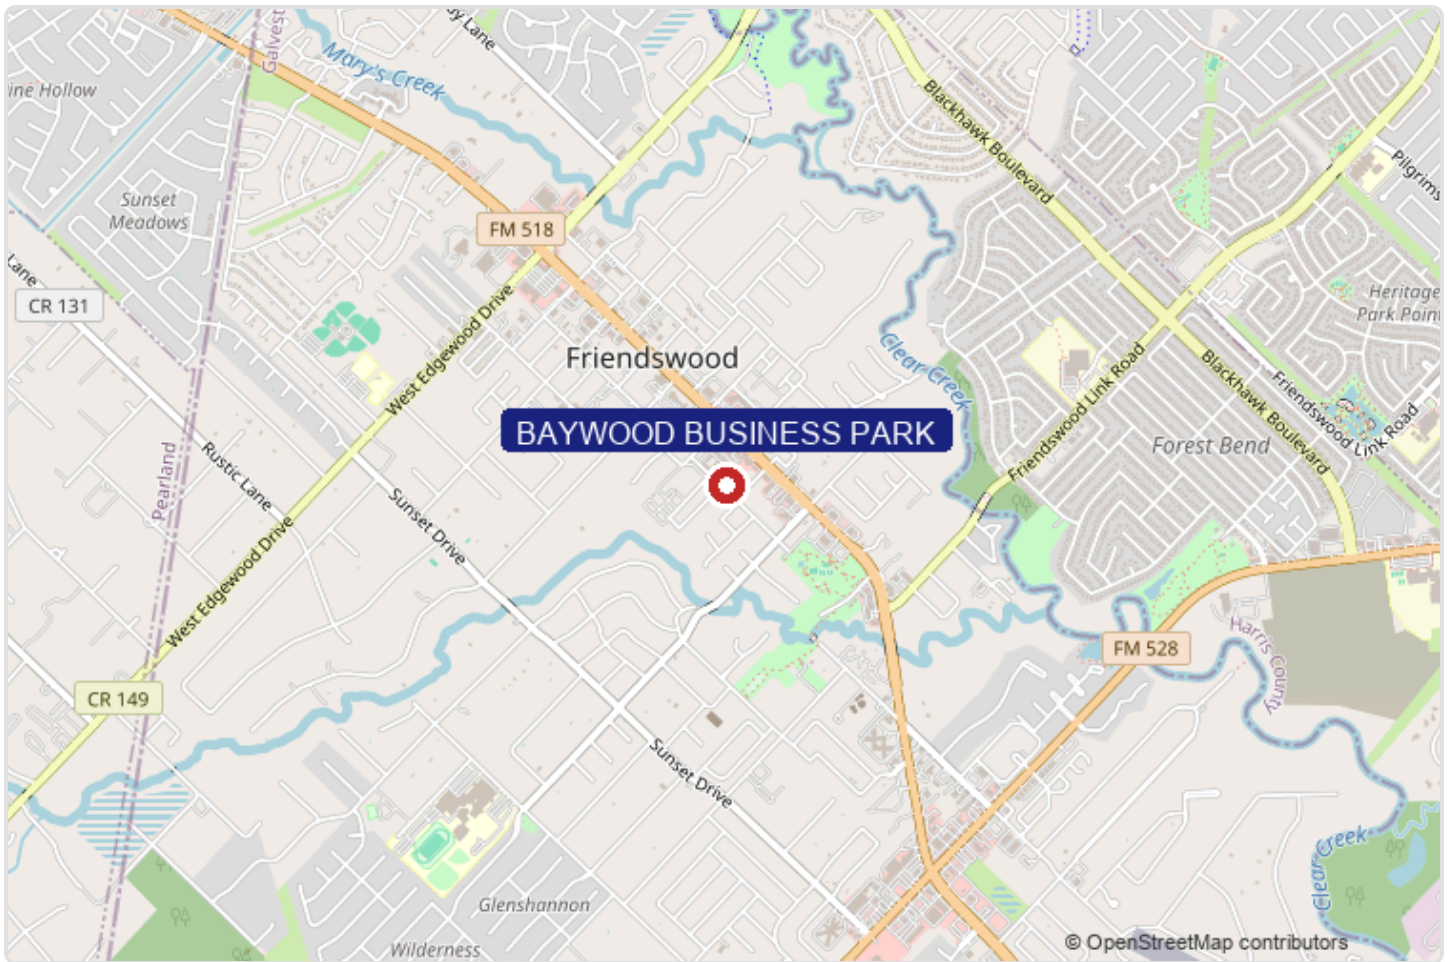 by Lane
Galvest
Mary's Creek
ine Hollow
Blackhawk Boulevard
Pilgrims
Sunset
Meadows
FM 518
Lane
CR 131
Heritage
Park Point
West Edgewood Drive
Clear Creek
Friendswood
Friendswood Link Road
Blackhawk Boulevard
Friendswood Link Road
BAYWOOD BUSINESS PARK
Forest Bend
Rustic Lane
Pearland
Sunset Drive
West Edgewood Drive
FM 528
Harris County
CR 149
Sunset Drive
Clear Creek
Glenshannon
Wilderness
© OpenStreetMap contributors